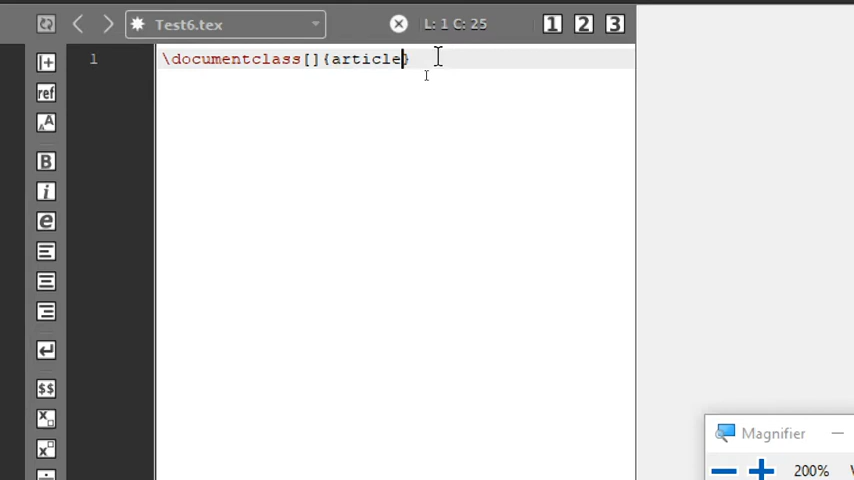 Test6.tex L: 1 C: 25 1 2 3
1 \documentclass[]{article}
ref
A A
B
i
e
$$
x
x
Magnifier
200%